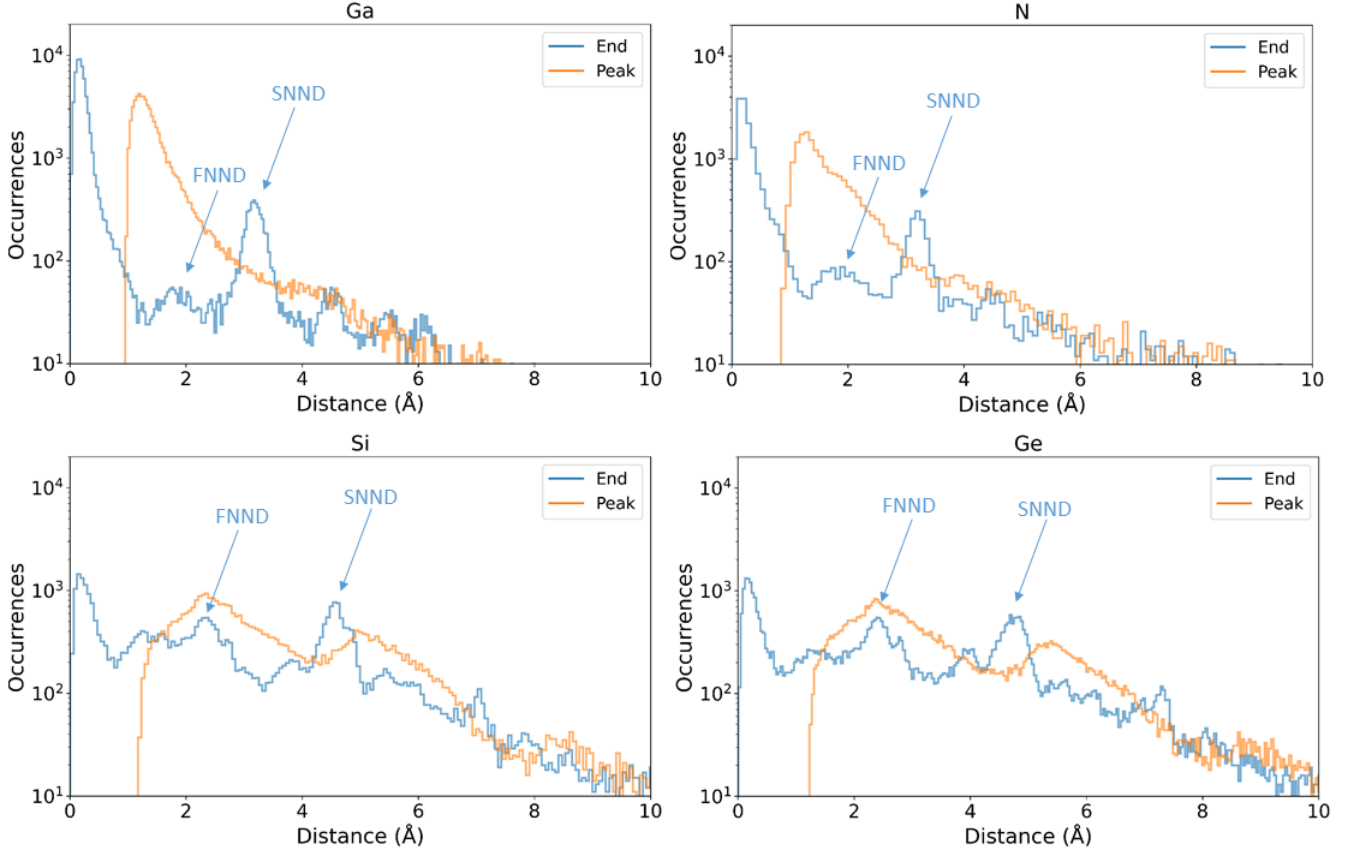 Ga
10⁴
10³
10²
10¹
Occurrences
0 2 4 6 8 10
Distance (Å)
End
Peak
FNND
SNND
N
10⁴
10³
10²
10¹
Occurrences
0 2 4 6 8 10
Distance (Å)
End
Peak
FNND
SNND
Si
10⁴
10³
10²
10¹
Occurrences
0 2 4 6 8 10
Distance (Å)
End
Peak
FNND
SNND
Ge
10⁴
10³
10²
10¹
Occurrences
0 2 4 6 8 10
Distance (Å)
End
Peak
FNND
SNND